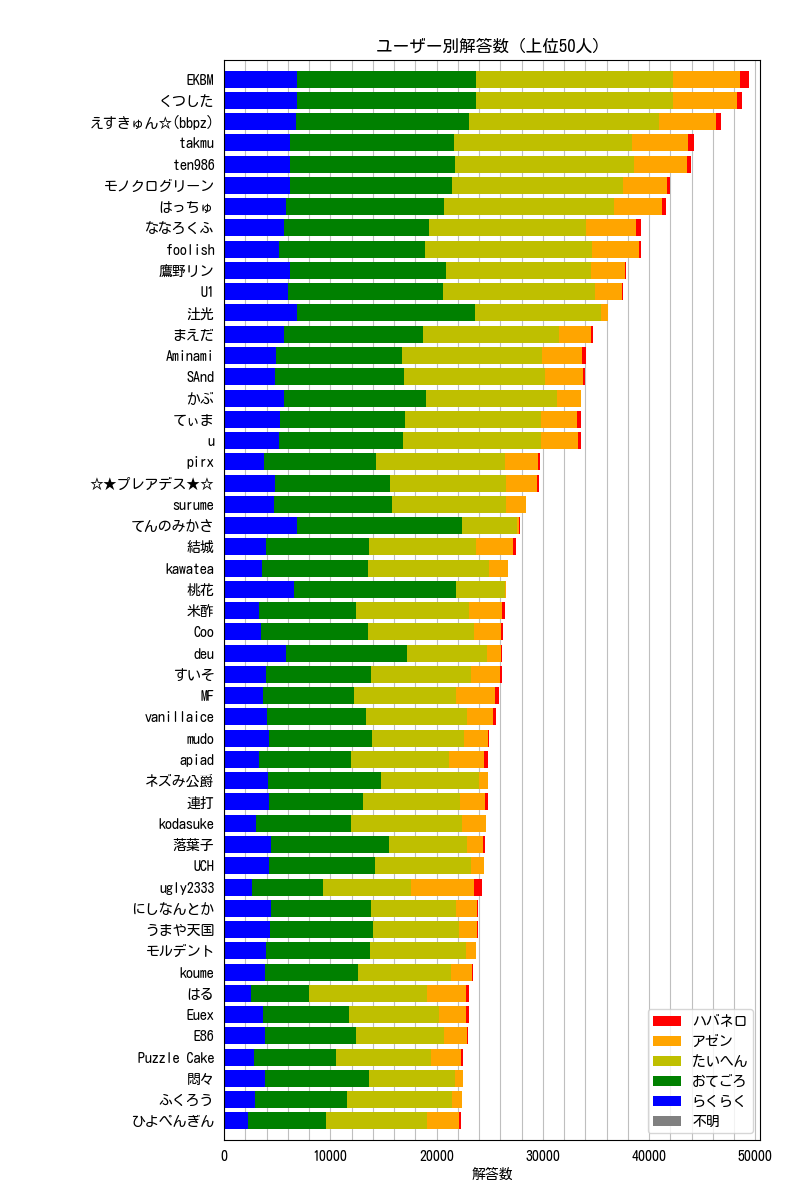 ユーザー別解答数（上位50人）
EKBM
くつした
えすきゅん☆(bbpz)
takmu
ten986
モノクログリーン
はっちゅ
ななろくふ
foolish
鷹野リン
U1
辻光
まえだ
Aminami
SAnd
かぶ
てぃま
u
pirx
☆★プレアデス★☆
surume
てんのみかさ
結城
kawatea
桃花
米酢
Coo
deu
すいそ
MF
vanillaice
mudo
apiad
ネズみ公爵
連打
kodasuke
落葉子
UCH
ugly2333
にしなんとか
うまや天国
モルデント
koume
はる
Euex
E86
Puzzle Cake
悶々
ふくろう
ひよぺんぎん
ハバネロ
アゼン
たいへん
おてごろ
らくらく
不明
0 10000 20000 30000 40000 50000
解答数